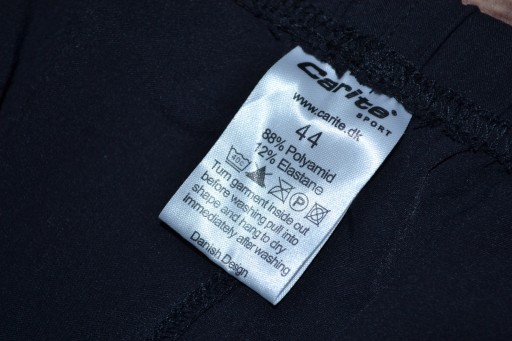 Carite
SPORT
www.carite.dk
44
88% Polyamid
12% Elastane
40C
P
Turn garment inside out
before washing pull into
shape and hang to dry
immediately after washing
Danish Design